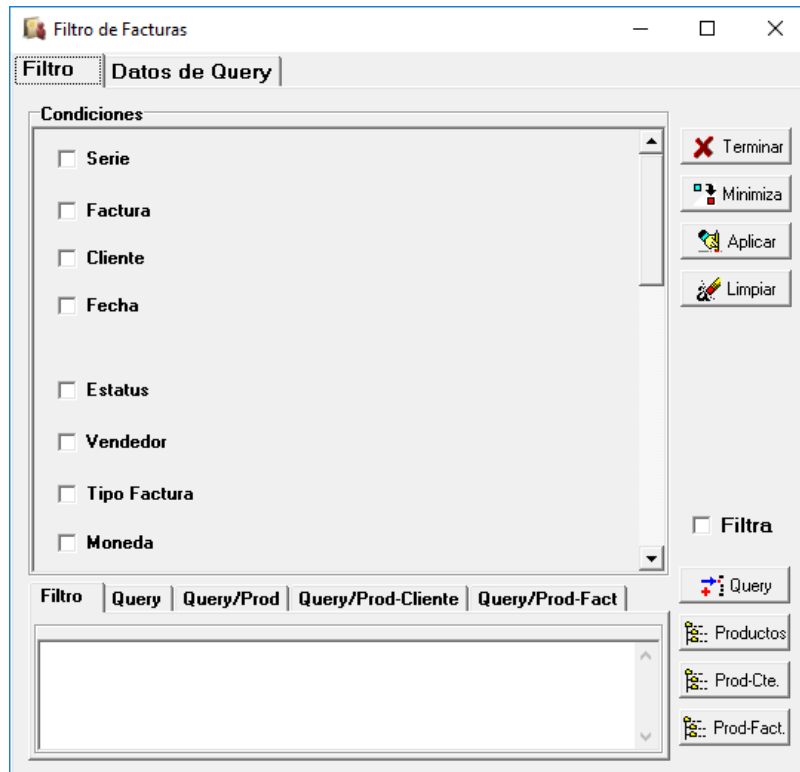 Filtro de Facturas
Filtro
Datos de Query
Condiciones
Serie
Factura
Cliente
Fecha
Estatus
Vendedor
Tipo Factura
Moneda
Terminar
Minimiza
Aplicar
Limpiar
Filtra
Filtro
Query
Query/Prod
Query/Prod-Cliente
Query/Prod-Fact
Query
Productos
Prod-Cte.
Prod-Fact.